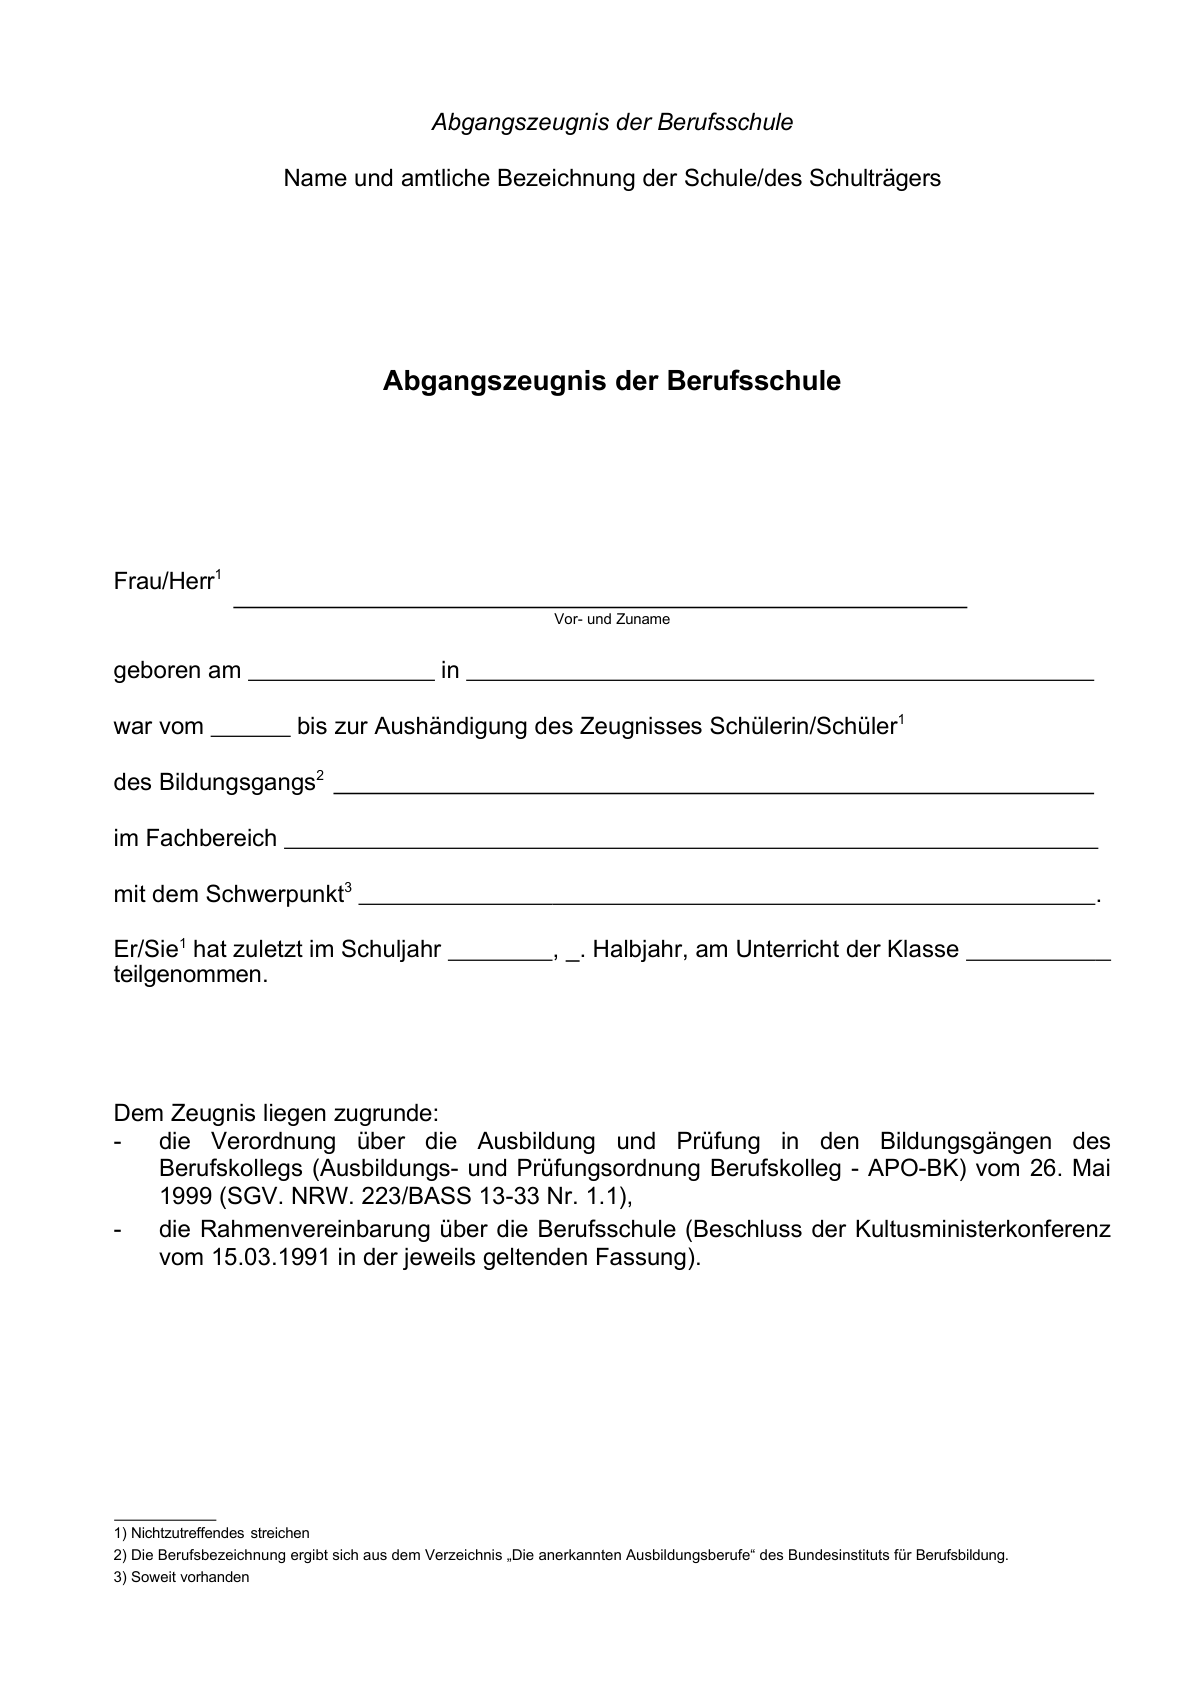 Abgangszeugnis der Berufsschule
Name und amtliche Bezeichnung der Schule/des Schulträgers
Abgangszeugnis der Berufsschule
Frau/Herr1
Vor- und Zuname
geboren am ______________ in _______________________________________________
war vom ______ bis zur Aushändigung des Zeugnisses Schülerin/Schüler1
des Bildungsgangs2 _________________________________________________________
im Fachbereich _____________________________________________________________
mit dem Schwerpunkt3 _______________________________________________________.
Er/Sie1 hat zuletzt im Schuljahr ________, _. Halbjahr, am Unterricht der Klasse ___________
teilgenommen.
Dem Zeugnis liegen zugrunde:
- die Verordnung über die Ausbildung und Prüfung in den Bildungsgängen des
Berufskollegs (Ausbildungs- und Prüfungsordnung Berufskolleg - APO-BK) vom 26. Mai
1999 (SGV. NRW. 223/BASS 13-33 Nr. 1.1),
- die Rahmenvereinbarung über die Berufsschule (Beschluss der Kultusministerkonferenz
vom 15.03.1991 in der jeweils geltenden Fassung).
1) Nichtzutreffendes streichen
2) Die Berufsbezeichnung ergibt sich aus dem Verzeichnis „Die anerkannten Ausbildungsberufe“ des Bundesinstituts für Berufsbildung.
3) Soweit vorhanden